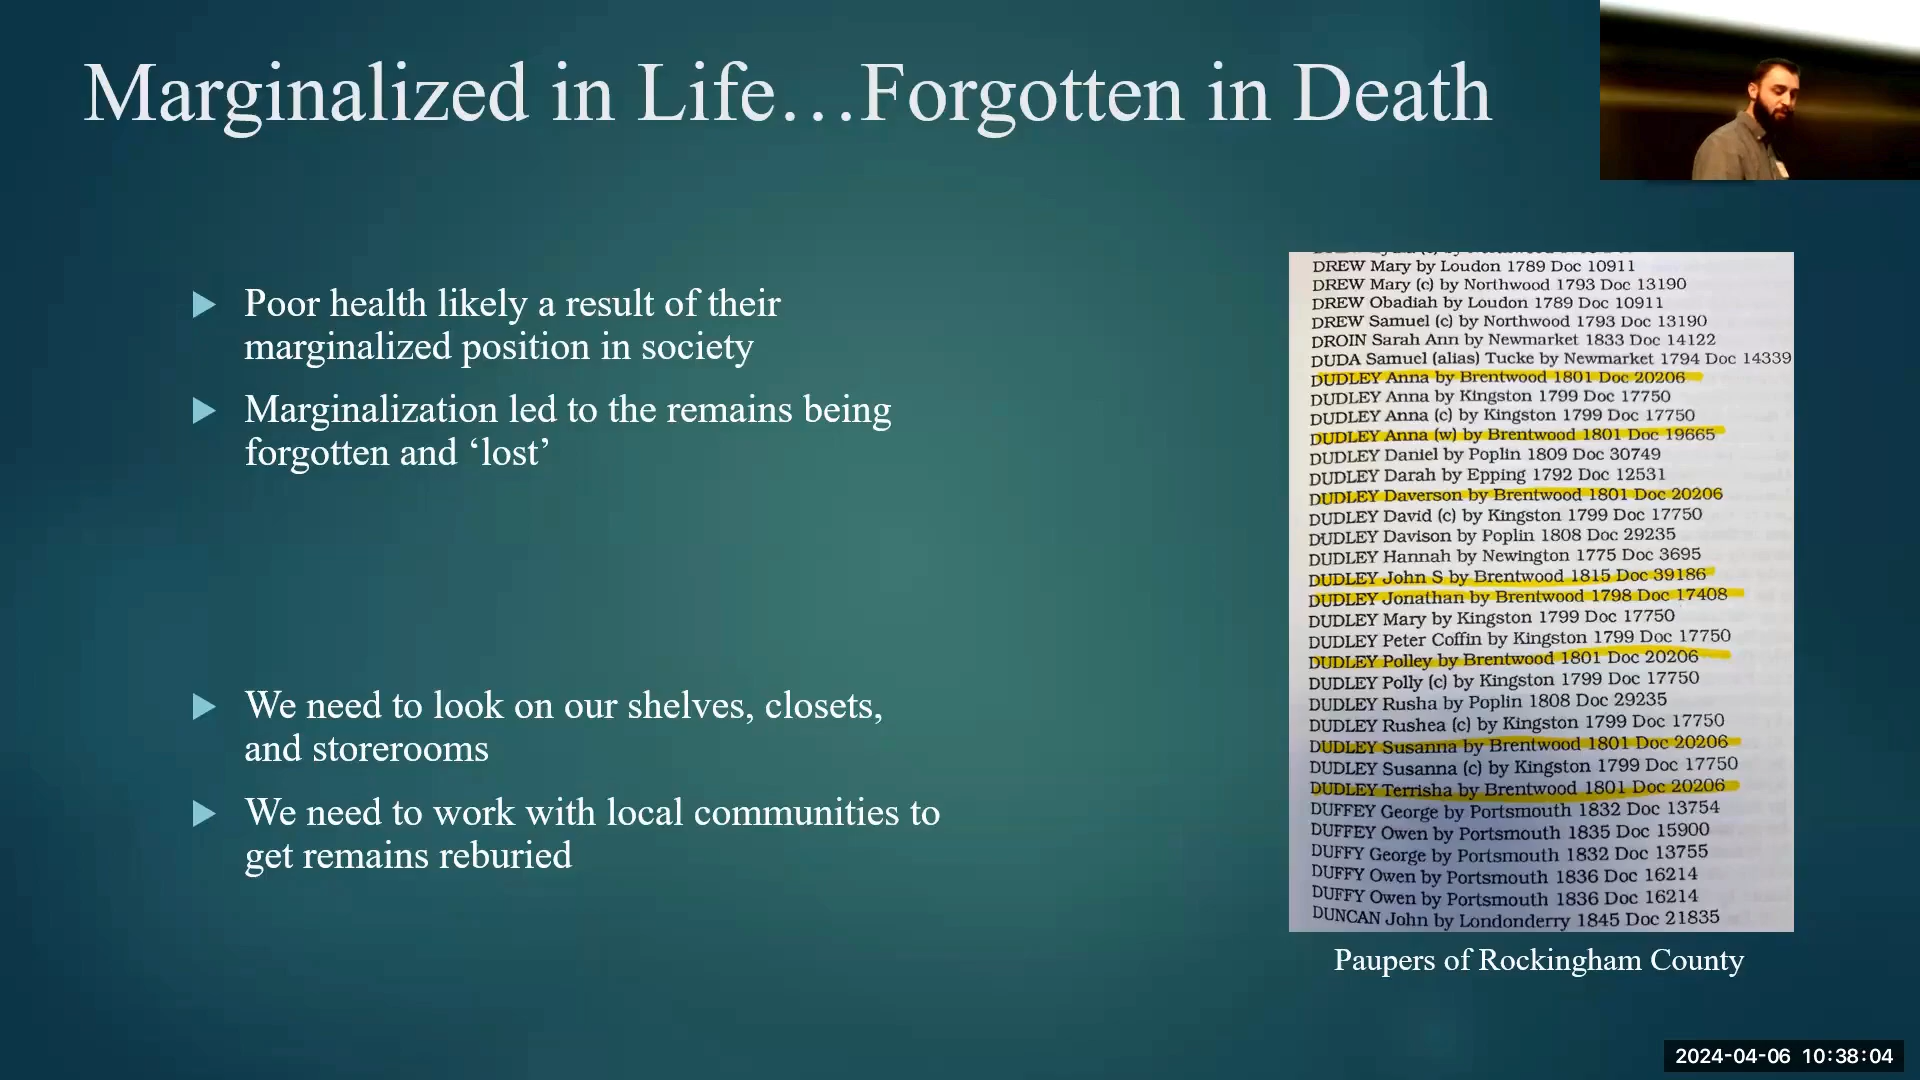 Marginalized in Life…Forgotten in Death
Poor health likely a result of their
marginalized position in society
Marginalization led to the remains being
forgotten and ‘lost’
We need to look on our shelves, closets,
and storerooms
We need to work with local communities to
get remains reburied
DREW Mary by Loudon 1789 Doc 10911
DREW Mary (c) by Northwood 1793 Doc 13190
DREW Obadiah by Loudon 1789 Doc 10911
DREW Samuel (c) by Northwood 1793 Doc 13190
DROIN Sarah Ann by Newmarket 1833 Doc 14122
DUDA Samuel (alias) Tucke by Newmarket 1794 Doc 14339
DUDLEY Anna by Brentwood 1801 Doc 20206
DUDLEY Anna by Kingston 1799 Doc 17750
DUDLEY Anna (c) by Kingston 1799 Doc 17750
DUDLEY Anna (w) by Brentwood 1801 Doc 19665
DUDLEY Daniel by Poplin 1809 Doc 30749
DUDLEY Darah by Epping 1792 Doc 12531
DUDLEY Daverson by Brentwood 1801 Doc 20206
DUDLEY David (c) by Kingston 1799 Doc 17750
DUDLEY Davison by Poplin 1808 Doc 29235
DUDLEY Hannah by Newington 1775 Doc 3695
DUDLEY John S by Brentwood 1815 Doc 39186
DUDLEY Jonathan by Brentwood 1798 Doc 17408
DUDLEY Mary by Kingston 1799 Doc 17750
DUDLEY Peter Coffin by Kingston 1799 Doc 17750
DUDLEY Polley by Brentwood 1801 Doc 20206
DUDLEY Polly (c) by Kingston 1799 Doc 17750
DUDLEY Rusha by Poplin 1808 Doc 29235
DUDLEY Rushea (c) by Kingston 1799 Doc 17750
DUDLEY Susanna by Brentwood 1801 Doc 20206
DUDLEY Susanna (c) by Kingston 1799 Doc 17750
DUDLEY Terrisha by Brentwood 1801 Doc 20206
DUFFEY George by Portsmouth 1832 Doc 13754
DUFFEY Owen by Portsmouth 1835 Doc 15900
DUFFY George by Portsmouth 1832 Doc 13755
DUFFY Owen by Portsmouth 1836 Doc 16214
DUFFY Owen by Portsmouth 1836 Doc 16214
DUNCAN John by Londonderry 1845 Doc 21835
Paupers of Rockingham County
2024-04-06 10:38:04